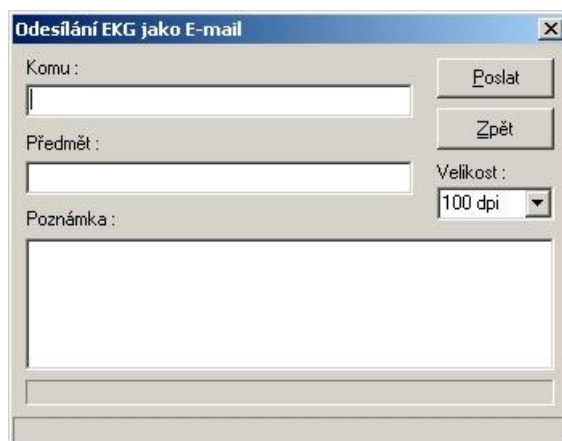 Odesílání EKG jako E-mail
Komu :
Poslat
Zpět
Předmět :
Velikost :
100 dpi
Poznámka :